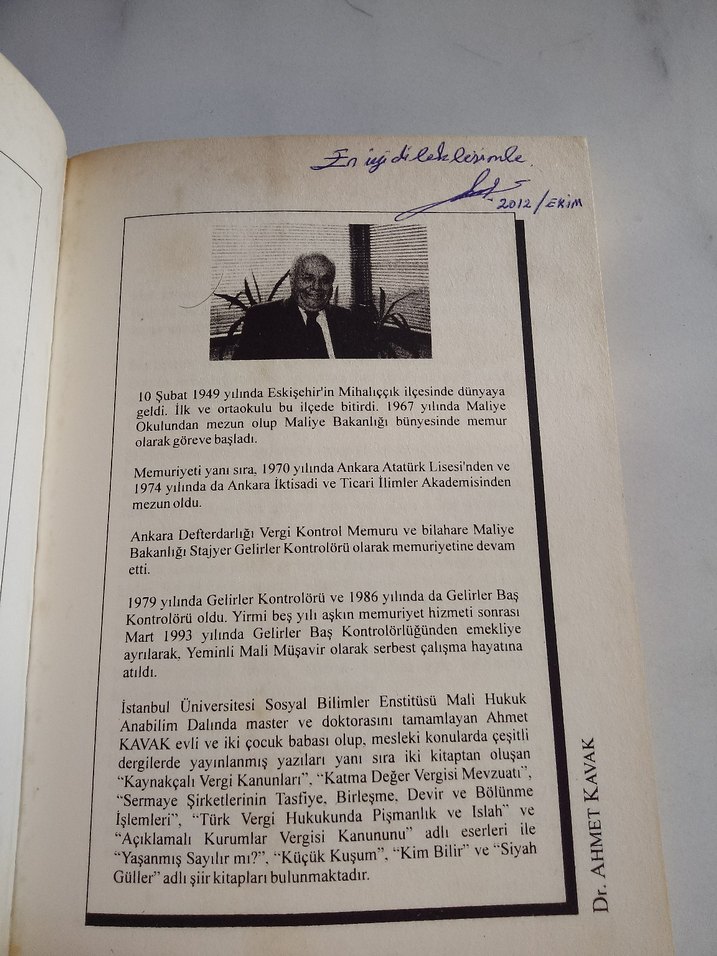 En iyi dileklerimle.
2012/EKİM
10 Şubat 1949 yılında Eskişehir'in Mihalıççık ilçesinde dünyaya
geldi. İlk ve ortaokulu bu ilçede bitirdi. 1967 yılında Maliye
Okulundan mezun olup Maliye Bakanlığı bünyesinde memur
olarak göreve başladı.
Memuriyeti yanı sıra, 1970 yılında Ankara Atatürk Lisesi'nden ve
1974 yılında da Ankara İktisadi ve Ticari İlimler Akademisinden
mezun oldu.
Ankara Defterdarlığı Vergi Kontrol Memuru ve bilahare Maliye
Bakanlığı Stajyer Gelirler Kontrolörü olarak memuriyetine devam
etti.
1979 yılında Gelirler Kontrolörü ve 1986 yılında da Gelirler Baş
Kontrolörü oldu. Yirmi beş yılı aşkın memuriyet hizmeti sonrası
Mart 1993 yılında Gelirler Baş Kontrolörlüğünden emekliye
ayrılarak, Yeminli Mali Müşavir olarak serbest çalışma hayatına
atıldı.
İstanbul Üniversitesi Sosyal Bilimler Enstitüsü Mali Hukuk
Anabilim Dalında master ve doktorasını tamamlayan Ahmet
KAVAK evli ve iki çocuk babası olup, mesleki konularda çeşitli
dergilerde yayınlanmış yazıları yanı sıra iki kitaptan oluşan
“Kaynakçalı Vergi Kanunları”, “Katma Değer Vergisi Mevzuatı”,
“Sermaye Şirketlerinin Tasfiye, Birleşme, Devir ve Bölünme
İşlemleri”, “Türk Vergi Hukukunda Pişmanlık ve Islah” ve
“Açıklamalı Kurumlar Vergisi Kanununu” adlı eserleri ile
“Yaşanmış Sayılır mı?”, “Küçük Kuşum”, “Kim Bilir” ve “Siyah
Güller” adlı şiir kitapları bulunmaktadır.
Dr. AHMET KAVAK